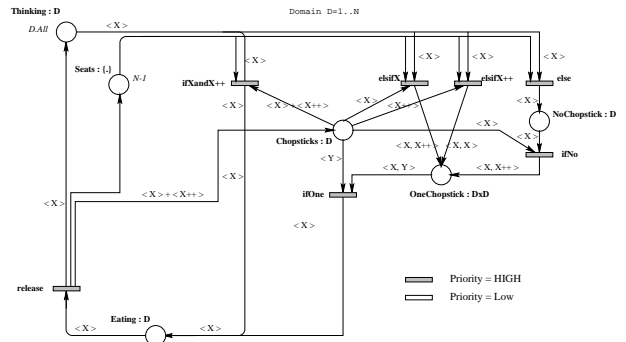 Thinking : D
Domain D=1..N
< X >
D.All
Seats : {.}
N-1
< X >
< X >
< X >
< X >
< X >
ifXandX++
elsifX
elsifX++
else
< X >
< X > + < X++ >
< X++ >
< X >
NoChopstick : D
Chopsticks : D
< X >
< X >
< X, X++ >
< X, X >
ifNo
< Y >
< X, Y >
< X, X++ >
< X >
ifOne
OneChopstick : DxD
< X >
< X > + < X++ >
< X >
Priority = HIGH
release
Priority = Low
Eating : D
< X >
< X >